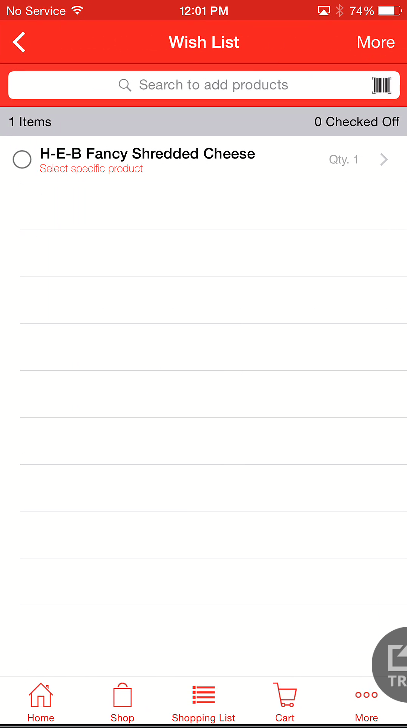 No Service 12:01 PM 74%
Wish List More
Search to add products
1 Items 0 Checked Off
H-E-B Fancy Shredded Cheese Qty. 1
Select specific product
TR
Home Shop Shopping List Cart More